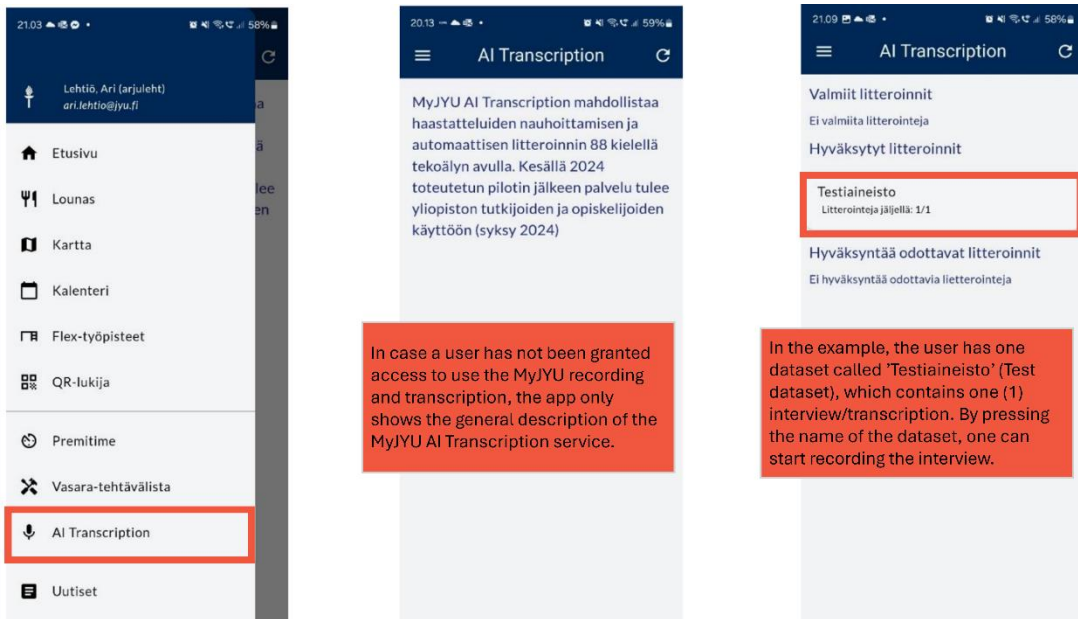 21.03
58%
Lehtiö, Ari (arjuleht)
ari.lehtio@jyu.fi
Etusivu
Lounas
Kartta
Kalenteri
Flex-työpisteet
QR-lukija
Premitime
Vasara-tehtävälista
AI Transcription
Uutiset
a
ä
lee
en
20.13
59%
AI Transcription
MyJYU AI Transcription mahdollistaa
haastatteluiden nauhoittamisen ja
automaattisen litteroinnin 88 kielellä
tekoälyn avulla. Kesällä 2024
toteutetun pilotin jälkeen palvelu tulee
yliopiston tutkijoiden ja opiskelijoiden
käyttöön (syksy 2024)
In case a user has not been granted
access to use the MyJYU recording
and transcription, the app only
shows the general description of the
MyJYU AI Transcription service.
21.09
58%
AI Transcription
Valmiit litteroinnit
Ei valmiita litterointeja
Hyväksytyt litteroinnit
Testiaineisto
Litterointeja jäljellä: 1/1
Hyväksyntää odottavat litteroinnit
Ei hyväksyntää odottavia lietterointeja
In the example, the user has one
dataset called ’Testiaineisto’ (Test
dataset), which contains one (1)
interview/transcription. By pressing
the name of the dataset, one can
start recording the interview.